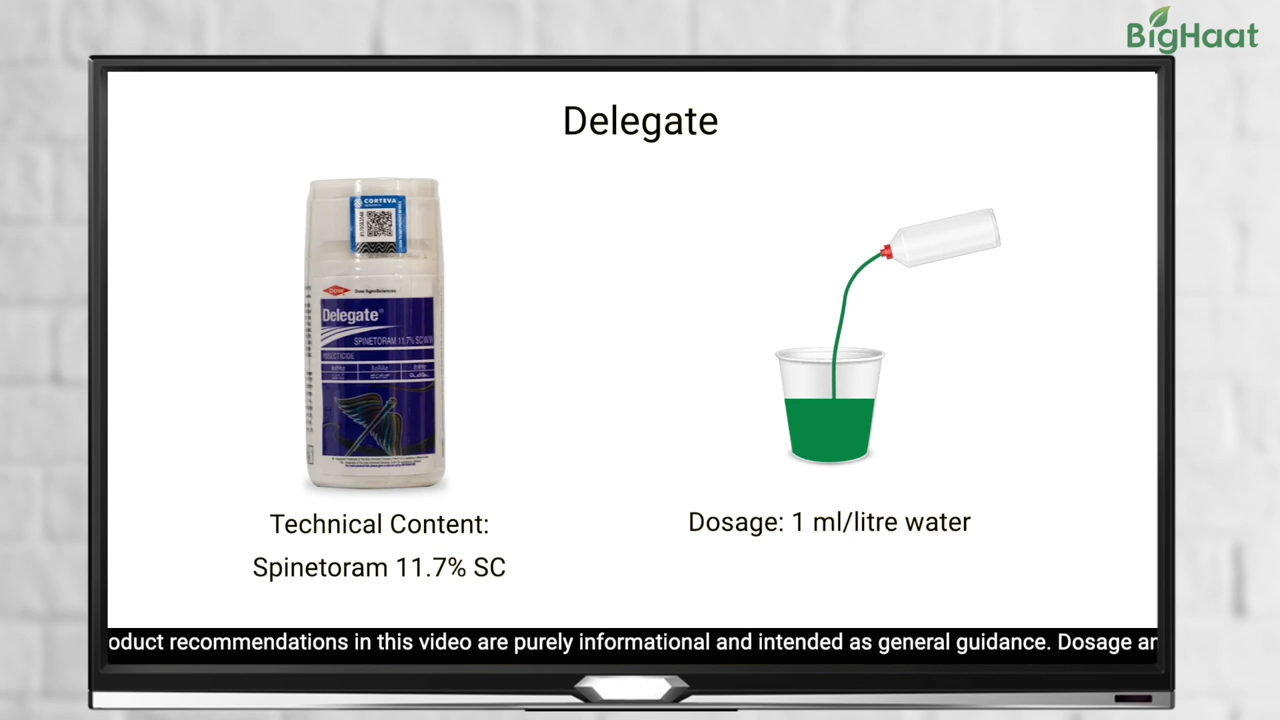 BigHaat
Delegate
CORTEVA
Dow AgroSciences
Delegate®
SPINETORAM 11.7% SC
INSECTICIDE
Technical Content:
Spinetoram 11.7% SC
Dosage: 1 ml/litre water
oduct recommendations in this video are purely informational and intended as general guidance. Dosage an